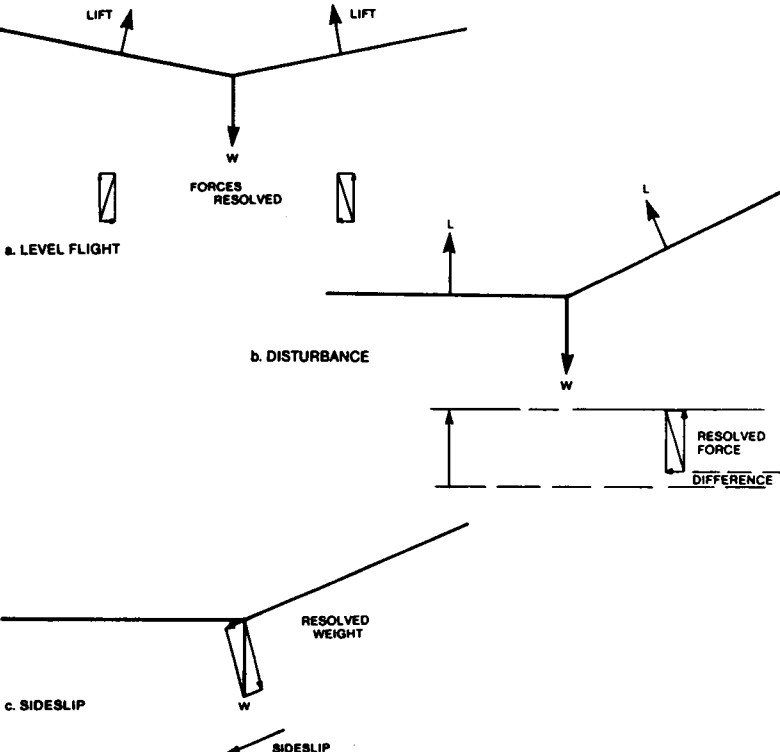 LIFT
LIFT
W
FORCES
RESOLVED
a. LEVEL FLIGHT
L
L
b. DISTURBANCE
W
RESOLVED
FORCE
DIFFERENCE
RESOLVED
WEIGHT
W
c. SIDESLIP
SIDESLIP